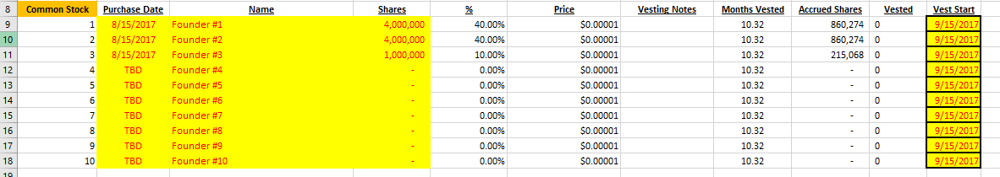 8 Common Stock Purchase Date Name Shares % Price Vesting Notes Months Vested Accrued Shares Vested Vest Start
9 1 8/15/2017 Founder #1 4,000,000 40.00% $0.00001 10.32 860,274 0 9/15/2017
10 2 8/15/2017 Founder #2 4,000,000 40.00% $0.00001 10.32 860,274 0 9/15/2017
11 3 8/15/2017 Founder #3 1,000,000 10.00% $0.00001 10.32 215,068 0 9/15/2017
12 4 TBD Founder #4 - 0.00% $0.00001 10.32 - 0 9/15/2017
13 5 TBD Founder #5 - 0.00% $0.00001 10.32 - 0 9/15/2017
14 6 TBD Founder #6 - 0.00% $0.00001 10.32 - 0 9/15/2017
15 7 TBD Founder #7 - 0.00% $0.00001 10.32 - 0 9/15/2017
16 8 TBD Founder #8 - 0.00% $0.00001 10.32 - 0 9/15/2017
17 9 TBD Founder #9 - 0.00% $0.00001 10.32 - 0 9/15/2017
18 10 TBD Founder #10 - 0.00% $0.00001 10.32 - 0 9/15/2017
19